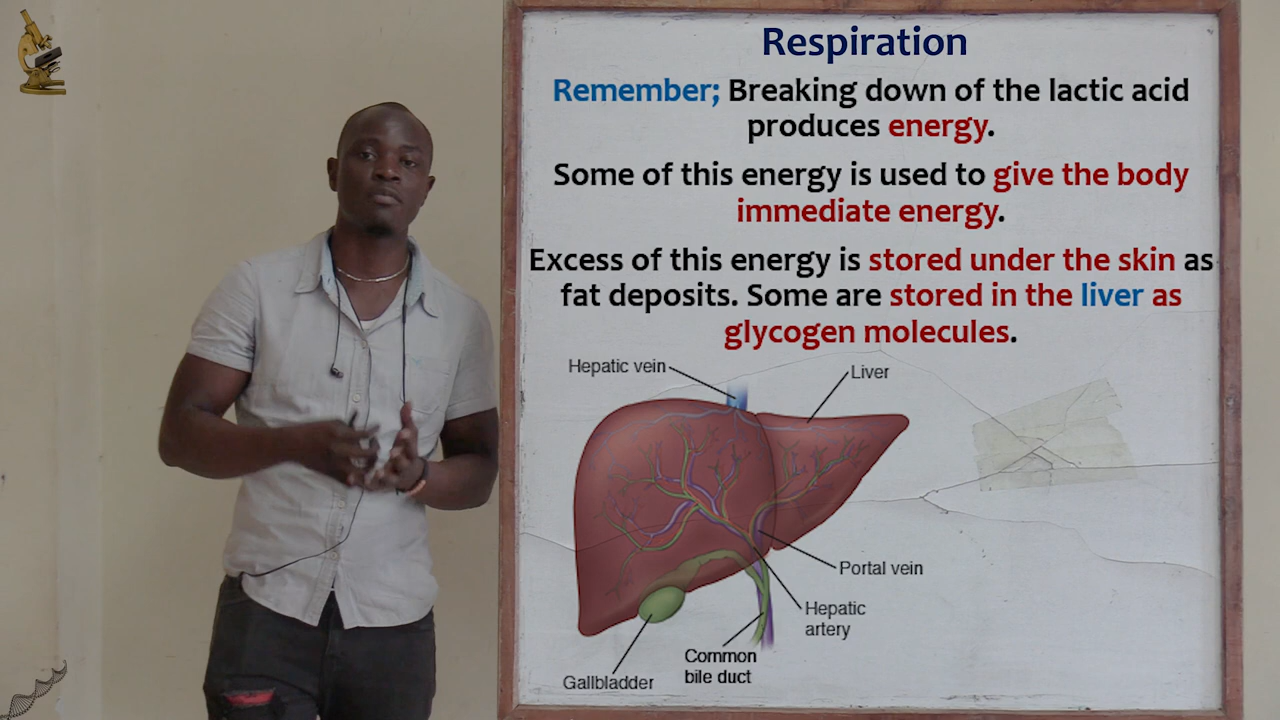 Respiration
Remember; Breaking down of the lactic acid
produces energy.
Some of this energy is used to give the body
immediate energy.
Excess of this energy is stored under the skin as
fat deposits. Some are stored in the liver as
glycogen molecules.
Hepatic vein
Liver
Portal vein
Hepatic
artery
Common
bile duct
Gallbladder